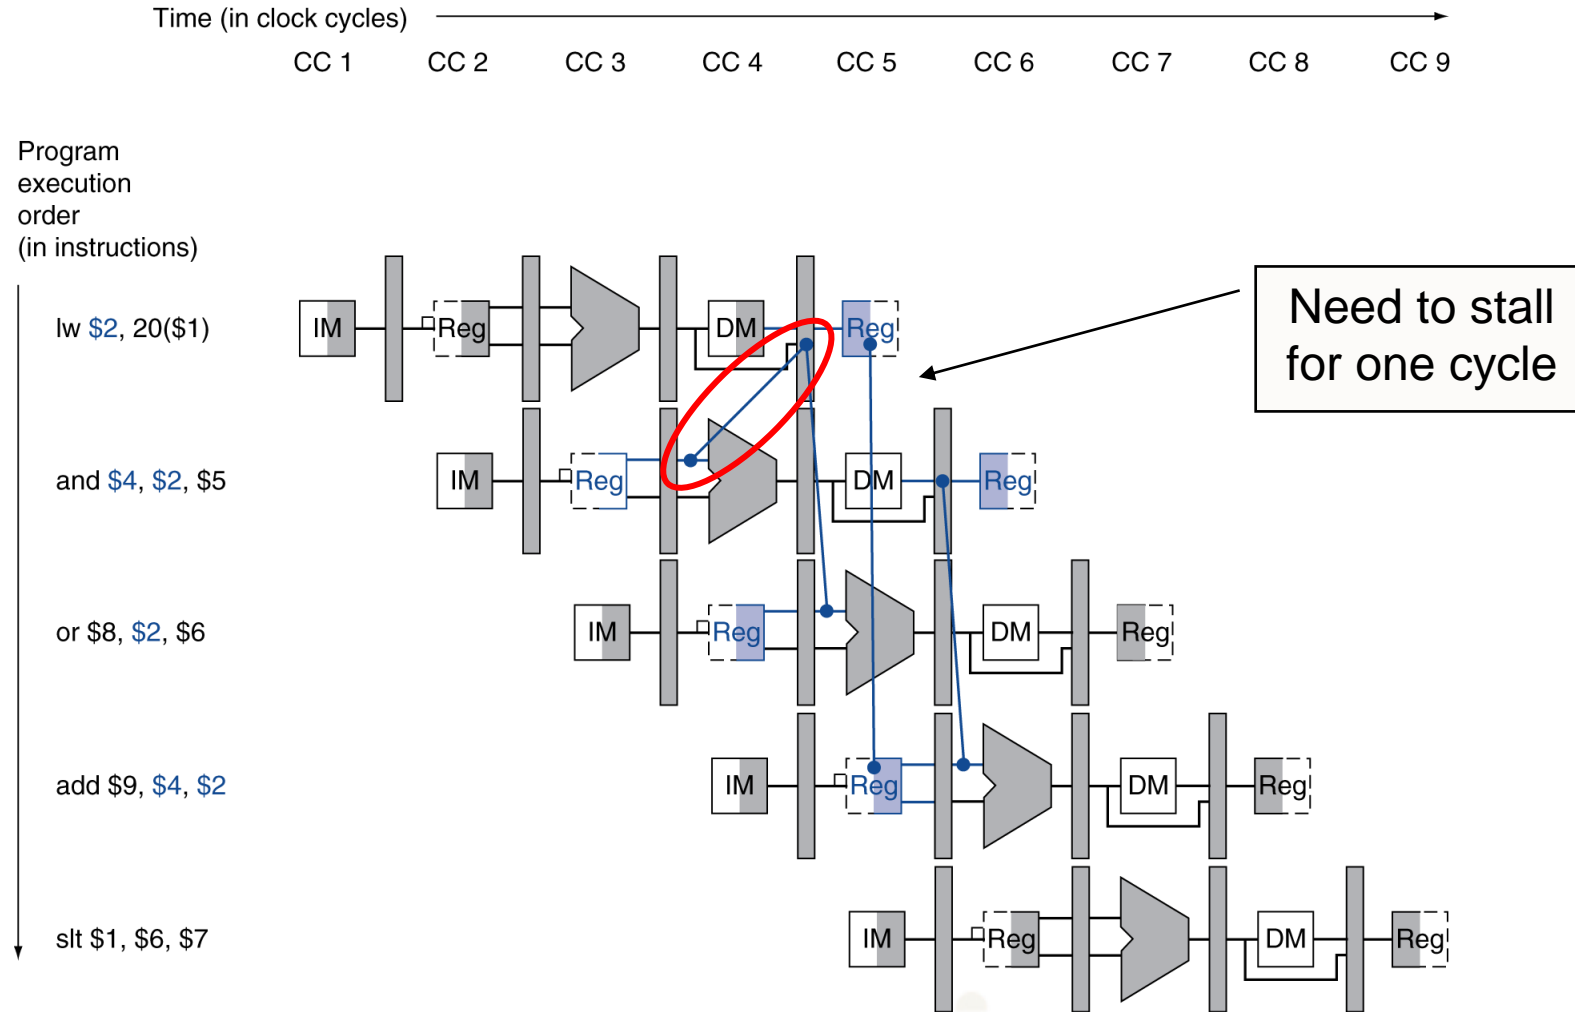 Time (in clock cycles)
CC 1 CC 2 CC 3 CC 4 CC 5 CC 6 CC 7 CC 8 CC 9
Program
execution
order
(in instructions)
Need to stall
for one cycle
lw $2, 20($1) IM Reg DM Reg
and $4, $2, $5 IM Reg DM Reg
or $8, $2, $6 IM Reg DM Reg
add $9, $4, $2 IM Reg DM Reg
slt $1, $6, $7 IM Reg DM Reg